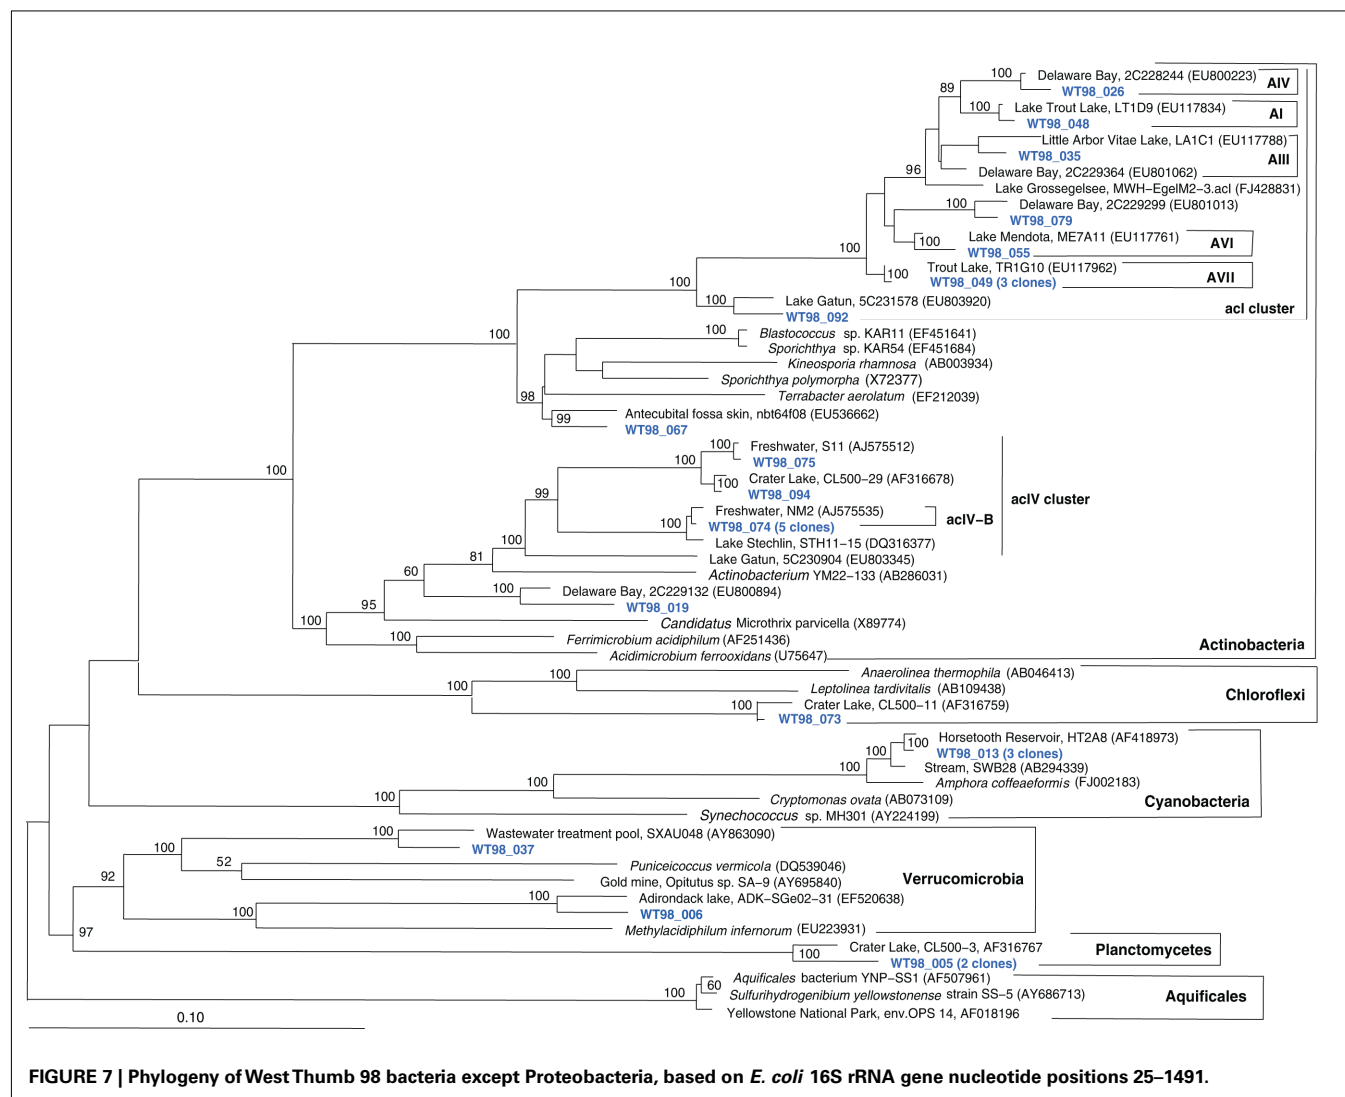 100 Delaware Bay, 2C228244 (EU800223) AIV
89 WT98_026
100 Lake Trout Lake, LT1D9 (EU117834) AI
WT98_048
Little Arbor Vitae Lake, LA1C1 (EU117788)
WT98_035 AIII
96 Delaware Bay, 2C229364 (EU801062)
Lake Grossegelsee, MWH−EgelM2−3.acl (FJ428831)
100 Delaware Bay, 2C229299 (EU801013)
WT98_079
100 Lake Mendota, ME7A11 (EU117761) AVI
100 WT98_055
100 Trout Lake, TR1G10 (EU117962) AVII
WT98_049 (3 clones)
100
100 Lake Gatun, 5C231578 (EU803920)
acI cluster
WT98_092
100 100 Blastococcus sp. KAR11 (EF451641)
Sporichthya sp. KAR54 (EF451684)
Kineosporia rhamnosa (AB003934)
Sporichthya polymorpha (X72377)
98 Terrabacter aerolatum (EF212039)
99 Antecubital fossa skin, nbt64f08 (EU536662)
WT98_067
100 Freshwater, S11 (AJ575512)
100 WT98_075
100
100 Crater Lake, CL500−29 (AF316678)
99 WT98_094 acIV cluster
Freshwater, NM2 (AJ575535) acIV−B
100 WT98_074 (5 clones)
100 Lake Stechlin, STH11−15 (DQ316377)
81 Lake Gatun, 5C230904 (EU803345)
60 Actinobacterium YM22−133 (AB286031)
100 Delaware Bay, 2C229132 (EU800894)
95 WT98_019
100 Candidatus Microthrix parvicella (X89774)
100 Ferrimicrobium acidiphilum (AF251436) Actinobacteria
Acidimicrobium ferrooxidans (U75647)
100 Anaerolinea thermophila (AB046413)
100 Leptolinea tardivitalis (AB109438) Chloroflexi
100 Crater Lake, CL500−11 (AF316759)
WT98_073
100 Horsetooth Reservoir, HT2A8 (AF418973)
100 WT98_013 (3 clones)
100 Stream, SWB28 (AB294339)
Amphora coffeaeformis (FJ002183)
100 100 Cryptomonas ovata (AB073109) Cyanobacteria
Synechococcus sp. MH301 (AY224199)
100 Wastewater treatment pool, SXAU048 (AY863090)
100 WT98_037
52 Puniceicoccus vermicola (DQ539046)
92 Gold mine, Opitutus sp. SA−9 (AY695840) Verrucomicrobia
100 Adirondack lake, ADK−SGe02−31 (EF520638)
100 WT98_006
97 Methylacidiphilum infernorum (EU223931)
Crater Lake, CL500−3, AF316767 Planctomycetes
100 WT98_005 (2 clones)
60 Aquificales bacterium YNP−SS1 (AF507961)
100 Sulfurihydrogenibium yellowstonense strain SS−5 (AY686713) Aquificales
Yellowstone National Park, env.OPS 14, AF018196
0.10
FIGURE 7 | Phylogeny of West Thumb 98 bacteria except Proteobacteria, based on E. coli 16S rRNA gene nucleotide positions 25–1491.